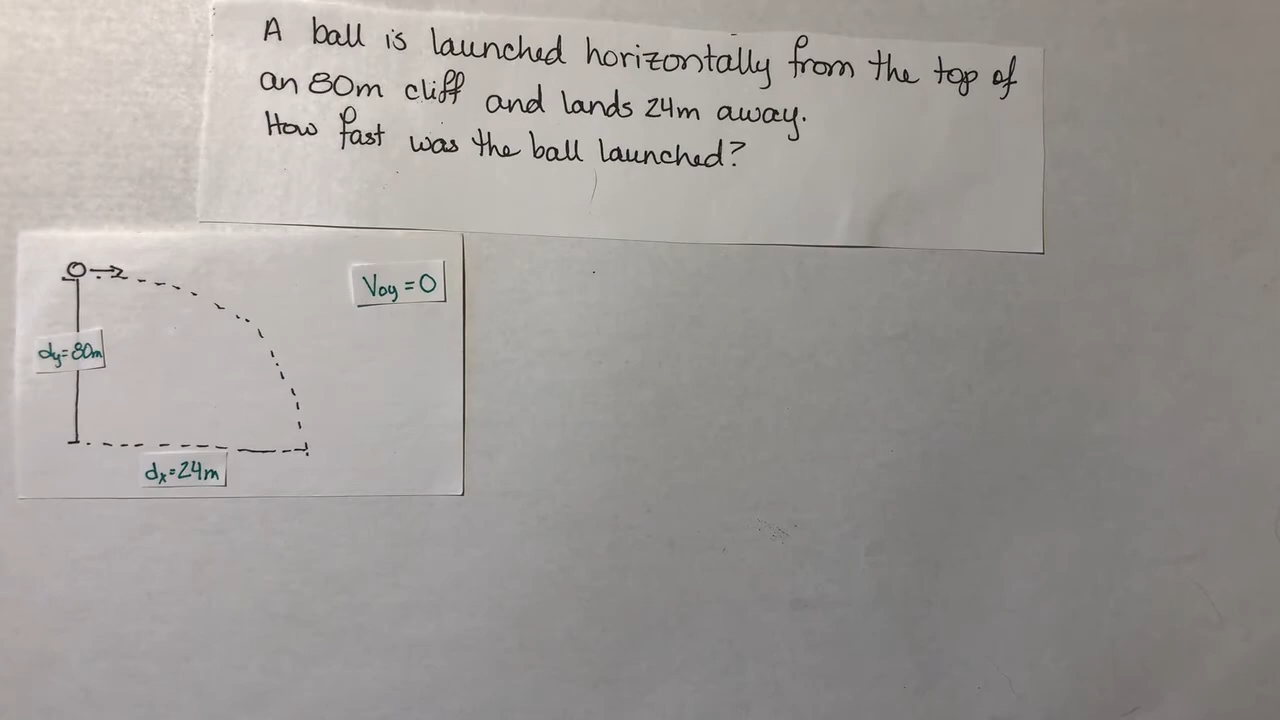 A ball is launched horizontally from the top of
an 80m cliff and lands 24m away.
How fast was the ball launched?
Voy = 0
dy = 80m
dx = 24m